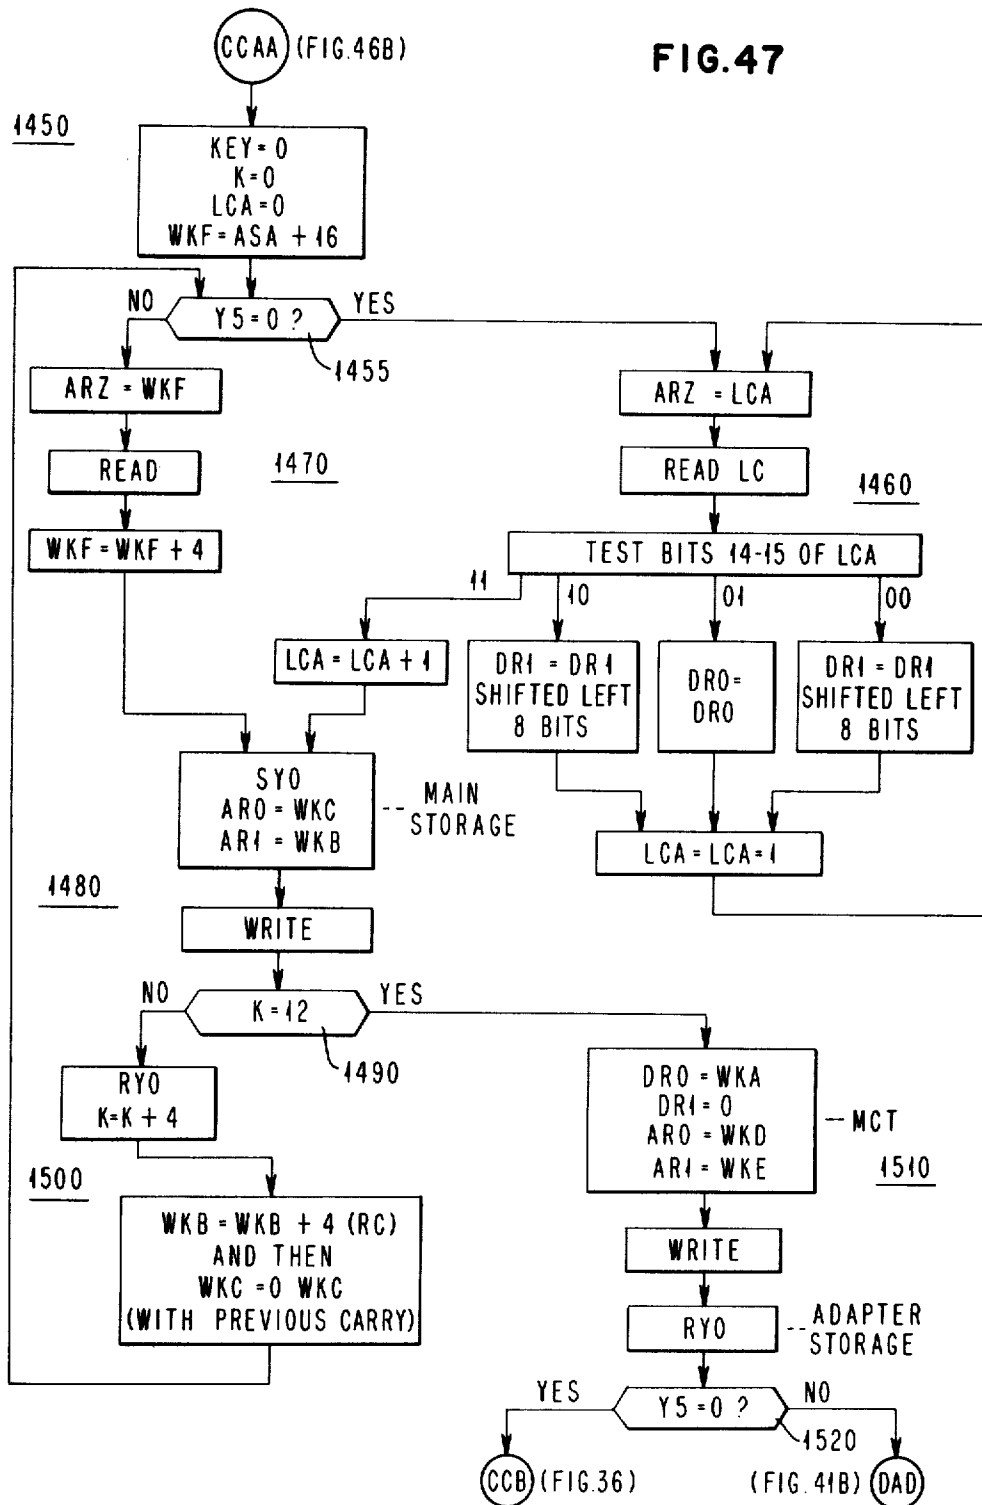 CCAA (FIG.46B)
FIG.47
1450
KEY=0
K=0
LCA=0
WKF=ASA + 16
NO
Y5=0 ?
YES
1455
ARZ = WKF
ARZ = LCA
READ
1470
READ LC
1460
WKF=WKF + 4
TEST BITS 14-15 OF LCA
11
10
01
00
LCA=LCA + 1
DR1 = DR1
SHIFTED LEFT
8 BITS
DR0=
DR0
DR1 = DR1
SHIFTED LEFT
8 BITS
SY0
AR0 = WKC
AR1 = WKB
-- MAIN
STORAGE
LCA=LCA=1
1480
WRITE
NO
K=12
YES
1490
RY0
K=K + 4
DR0 = WKA
DR1 = 0
AR0 = WKD
AR1 = WKE
— MCT
1500
1510
WKB=WKB + 4 (RC)
AND THEN
WKC =0 WKC
(WITH PREVIOUS CARRY)
WRITE
RY0
-- ADAPTER
STORAGE
YES
Y5=0 ?
NO
1520
CCB (FIG.36)
(FIG.41B) DAD